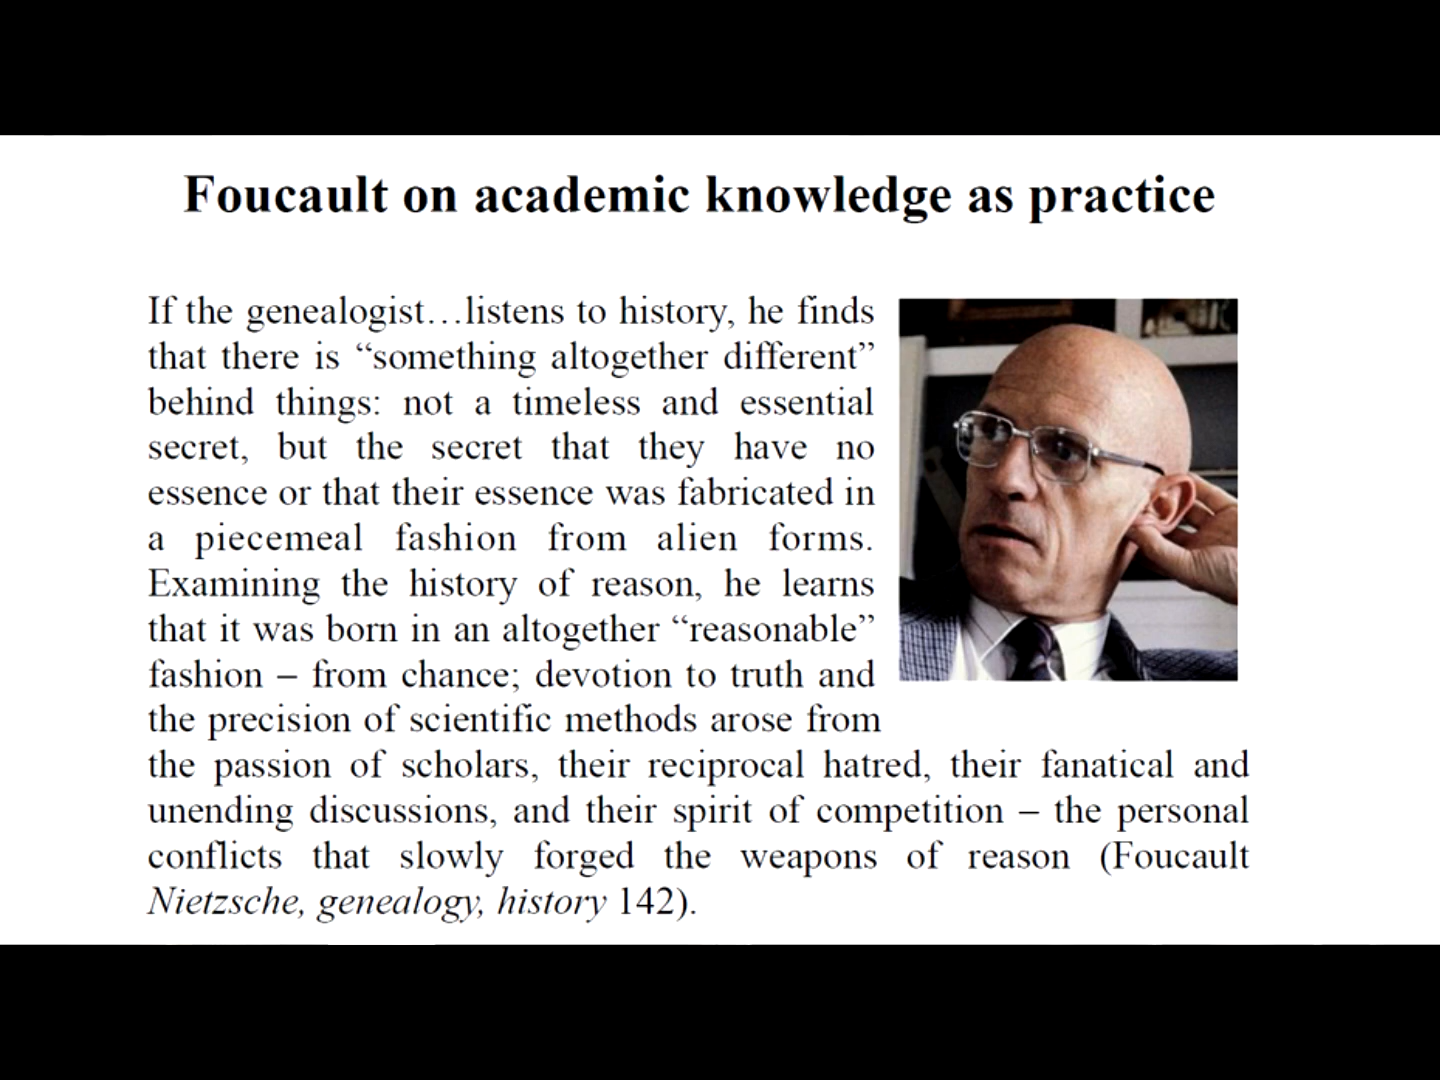 Foucault on academic knowledge as practice
If the genealogist…listens to history, he finds
that there is “something altogether different”
behind things: not a timeless and essential
secret, but the secret that they have no
essence or that their essence was fabricated in
a piecemeal fashion from alien forms.
Examining the history of reason, he learns
that it was born in an altogether “reasonable”
fashion – from chance; devotion to truth and
the precision of scientific methods arose from
the passion of scholars, their reciprocal hatred, their fanatical and
unending discussions, and their spirit of competition – the personal
conflicts that slowly forged the weapons of reason (Foucault
Nietzsche, genealogy, history 142).